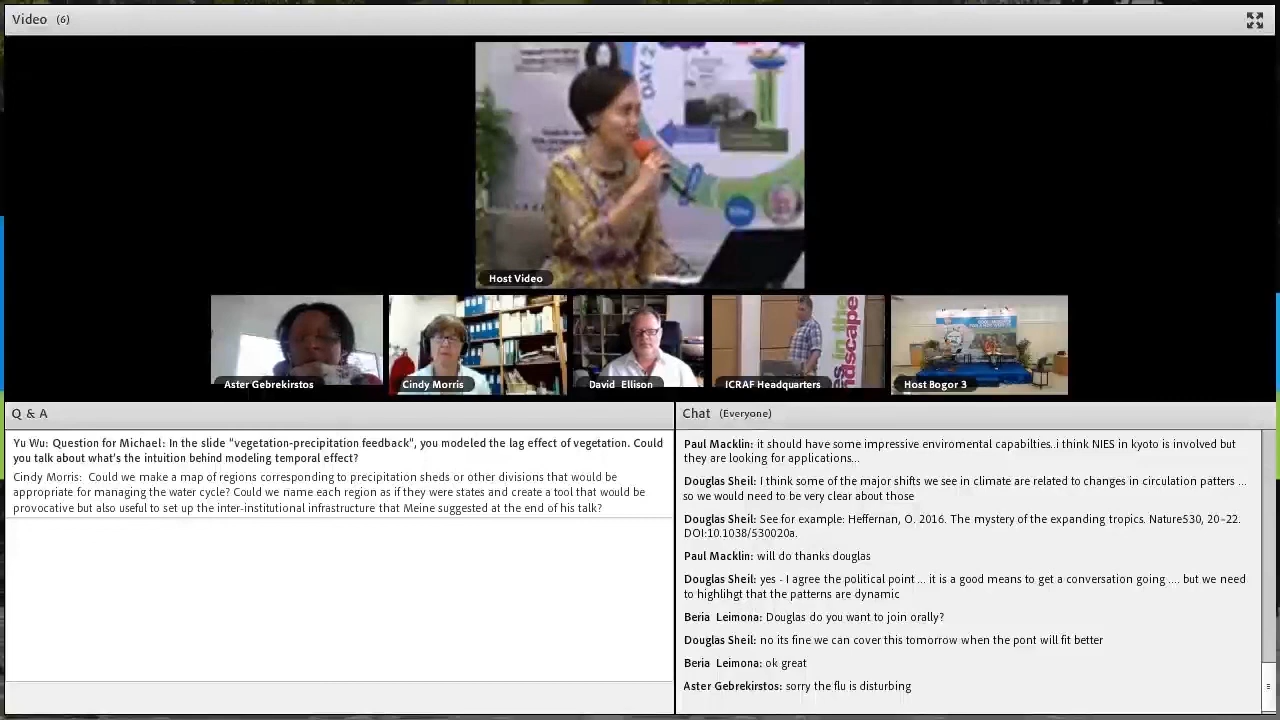 Video (6)
DAY 2
Host Video
Aster Gebrekirstos
Cindy Morris
David Ellison
ICRAF Headquarters
es in the
ndscape
Host Bogor 3
Q & A
Yu Wu: Question for Michael: In the slide "vegetation-precipitation feedback", you modeled the lag effect of vegetation. Could
you talk about what's the intuition behind modeling temporal effect?
Cindy Morris: Could we make a map of regions corresponding to precipitation sheds or other divisions that would be
appropriate for managing the water cycle? Could we name each region as if they were states and create a tool that would be
provocative but also useful to set up the inter-institutional infrastructure that Meine suggested at the end of his talk?
Chat (Everyone)
Paul Macklin: it should have some impressive enviromental capabilties..i think NIES in kyoto is involved but
they are looking for applications...
Douglas Sheil: I think some of the major shifts we see in climate are related to changes in circulation patters ...
so we would need to be very clear about those
Douglas Sheil: See for example: Heffernan, O. 2016. The mystery of the expanding tropics. Nature530, 20-22.
DOI:10.1038/530020a.
Paul Macklin: will do thanks douglas
Douglas Sheil: yes - I agree the political point ... it is a good means to get a conversation going .... but we need
to highlihgt that the patterns are dynamic
Beria Leimona: Douglas do you want to join orally?
Douglas Sheil: no its fine we can cover this tomorrow when the pont will fit better
Beria Leimona: ok great
Aster Gebrekirstos: sorry the flu is disturbing